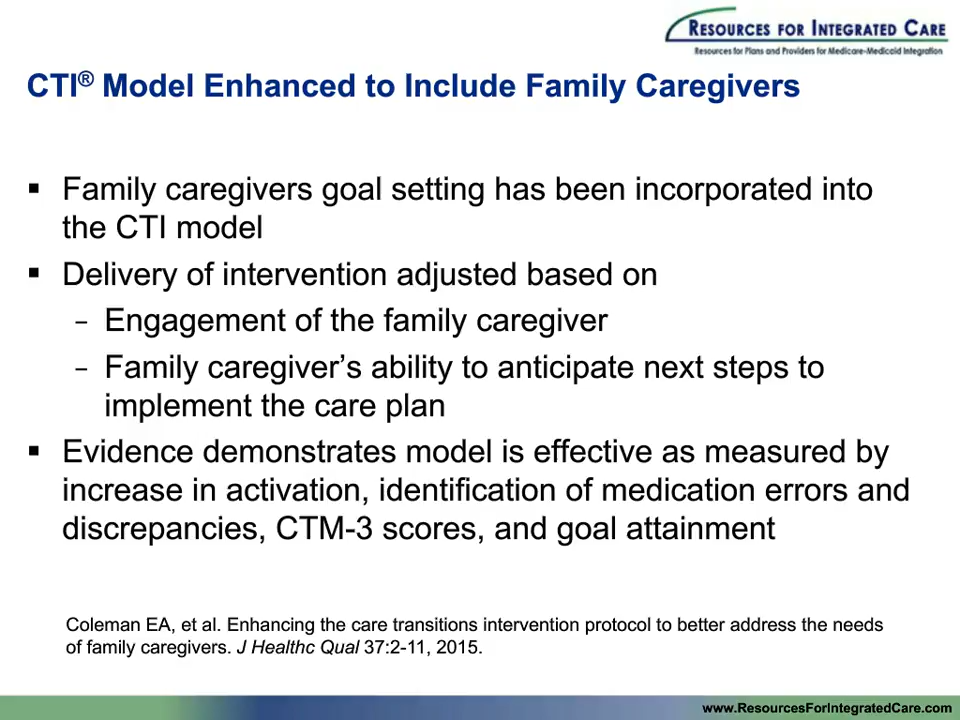 RESOURCES FOR INTEGRATED CARE
Resources for Plans and Providers for Medicare-Medicaid Integration
CTI® Model Enhanced to Include Family Caregivers
▪ Family caregivers goal setting has been incorporated into
the CTI model
▪ Delivery of intervention adjusted based on
– Engagement of the family caregiver
– Family caregiver’s ability to anticipate next steps to
implement the care plan
▪ Evidence demonstrates model is effective as measured by
increase in activation, identification of medication errors and
discrepancies, CTM-3 scores, and goal attainment
Coleman EA, et al. Enhancing the care transitions intervention protocol to better address the needs
of family caregivers. J Healthc Qual 37:2-11, 2015.
www.ResourcesForIntegratedCare.com